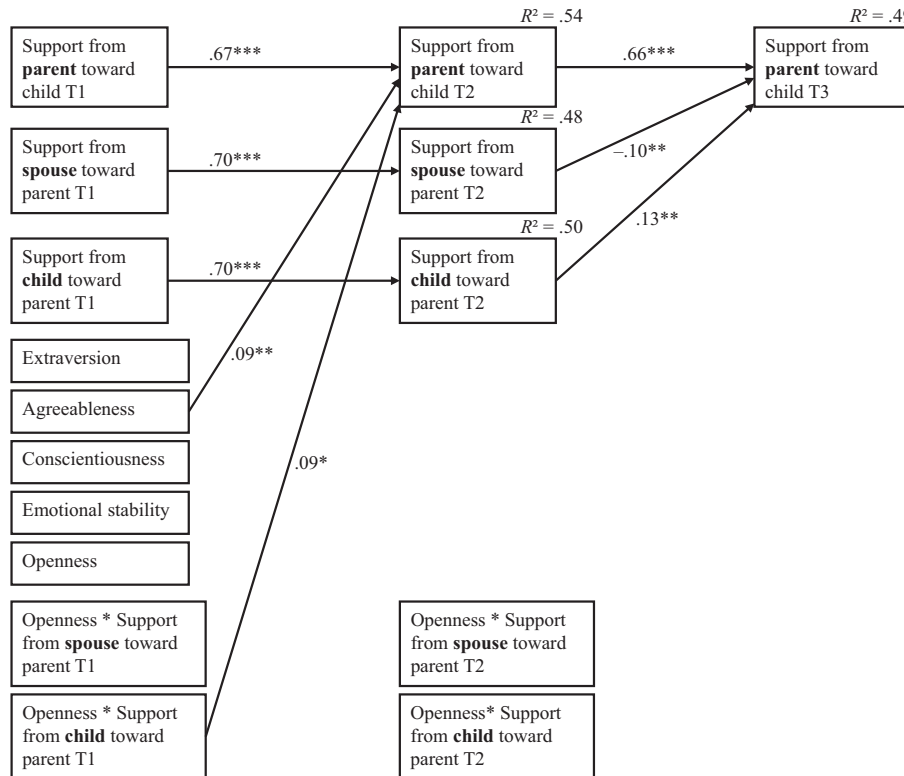 R² = .54
R² = .49
Support from
parent toward
child T1
.67***
Support from
parent toward
child T2
.66***
Support from
parent toward
child T3
R² = .48
Support from
spouse toward
parent T1
.70***
Support from
spouse toward
parent T2
–.10**
R² = .50
Support from
child toward
parent T1
.70***
Support from
child toward
parent T2
.13**
Extraversion
.09**
Agreeableness
Conscientiousness
.09*
Emotional stability
Openness
Openness * Support
from spouse toward
parent T1
Openness * Support
from spouse toward
parent T2
Openness * Support
from child toward
parent T1
Openness* Support
from child toward
parent T2